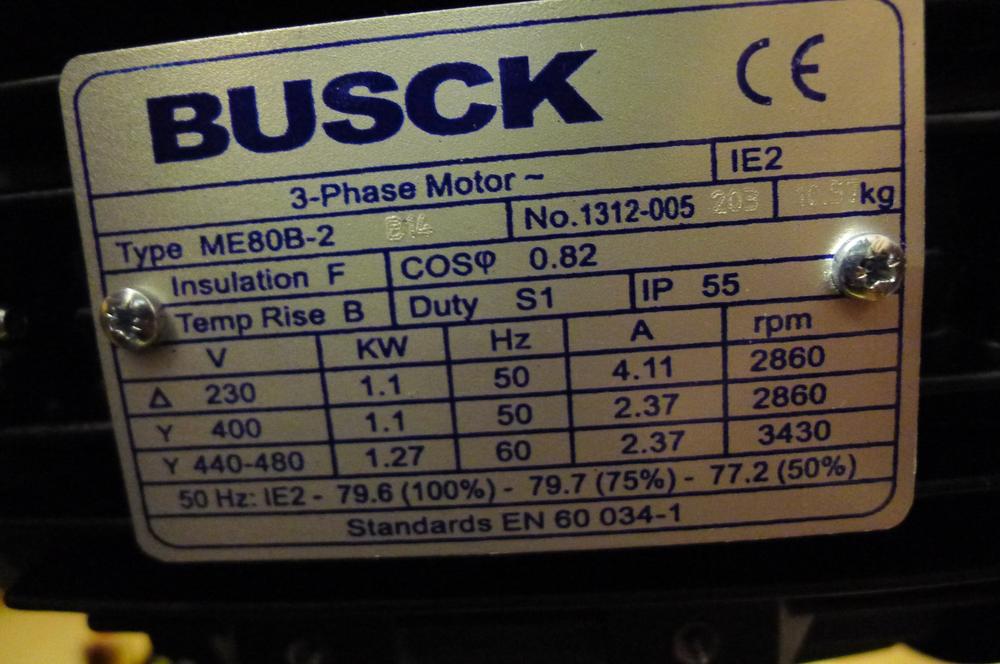 BUSCK CE
3-Phase Motor ~ IE2
Type ME80B-2 B14 No.1312-005 203 10.57 kg
Insulation F COSφ 0.82
Temp Rise B Duty S1 IP 55
V KW Hz A rpm
Δ 230 1.1 50 4.11 2860
Y 400 1.1 50 2.37 2860
Y 440-480 1.27 60 2.37 3430
50 Hz: IE2 - 79.6 (100%) - 79.7 (75%) - 77.2 (50%)
Standards EN 60 034-1